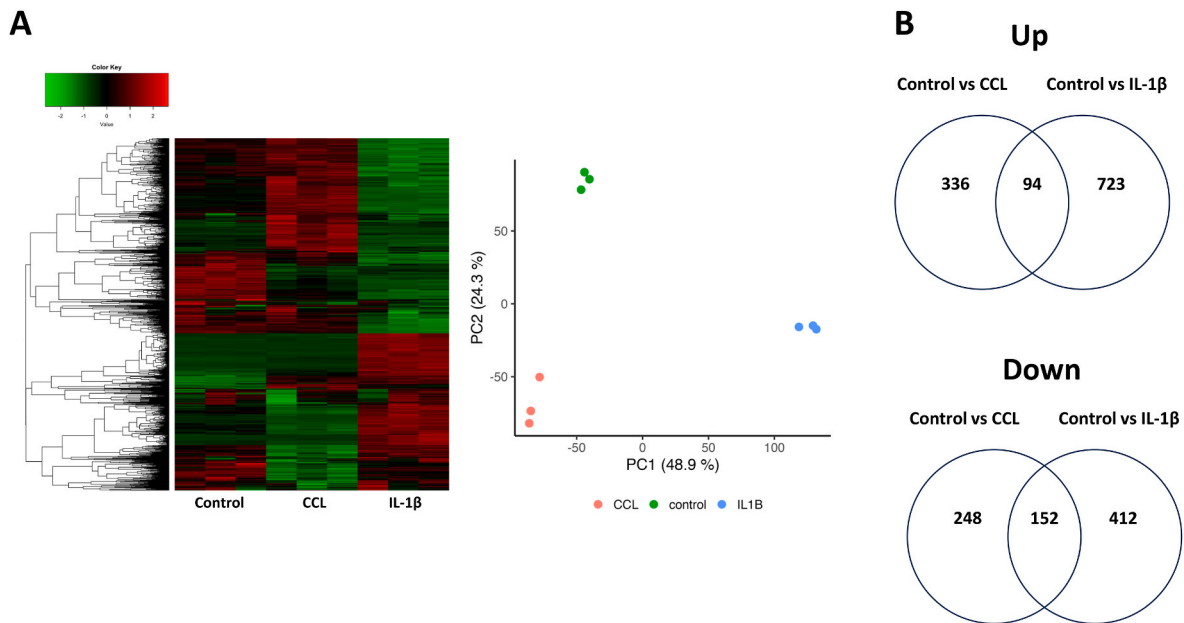 A
Color Key
-2 -1 0 1 2
Value
Control CCL IL-1β
PC2 (24.3 %)
50
0
-50
-50 0 50 100
PC1 (48.9 %)
CCL control IL1B
B
Up
Control vs CCL Control vs IL-1β
336 94 723
Down
Control vs CCL Control vs IL-1β
248 152 412